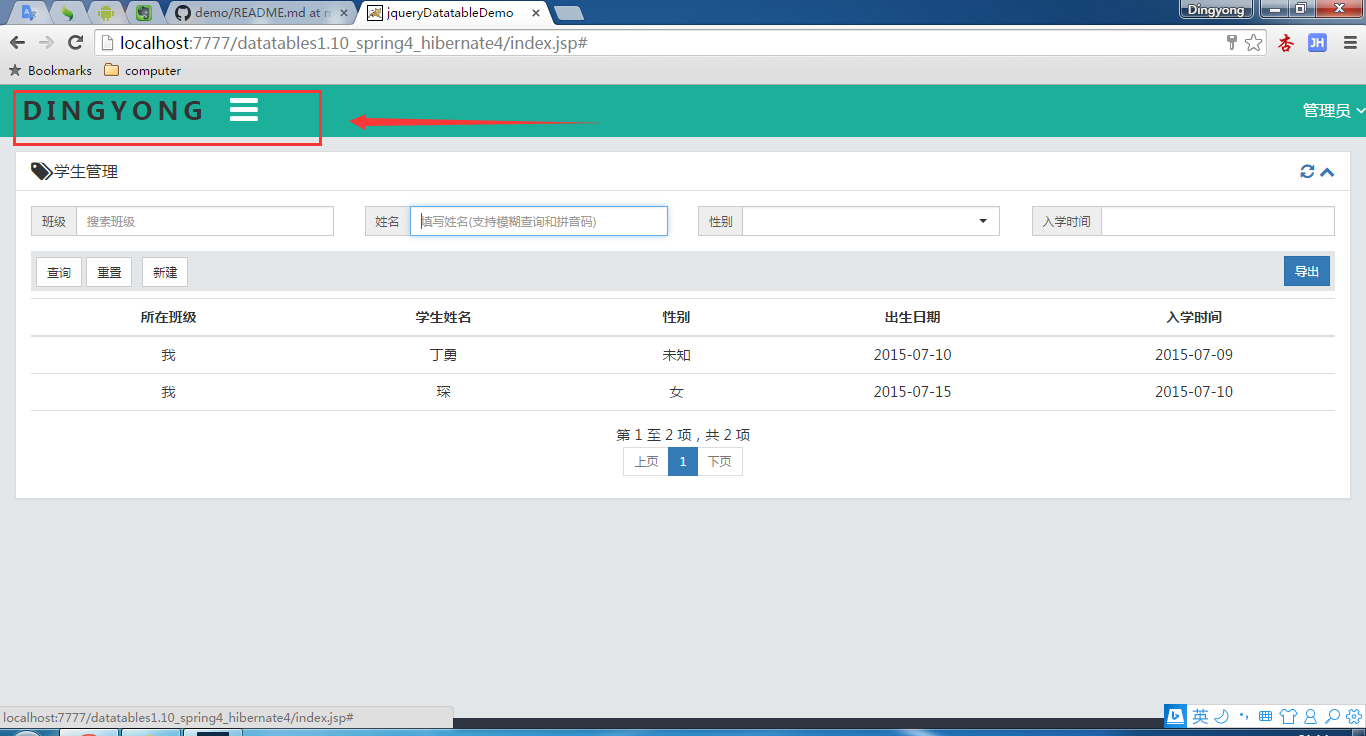 demo/README.md at m
jqueryDatatableDemo
Dingyong
localhost:7777/datatables1.10_spring4_hibernate4/index.jsp#
JH
Bookmarks computer
DINGYONG
管理员
学生管理
班级 搜索班级 姓名 填写姓名(支持模糊查询和拼音码) 性别 入学时间
查询 重置 新建 导出
所在班级 学生姓名 性别 出生日期 入学时间
我 丁勇 未知 2015-07-10 2015-07-09
我 琛 女 2015-07-15 2015-07-10
第 1 至 2 项，共 2 项
上页 1 下页
localhost:7777/datatables1.10_spring4_hibernate4/index.jsp#
英